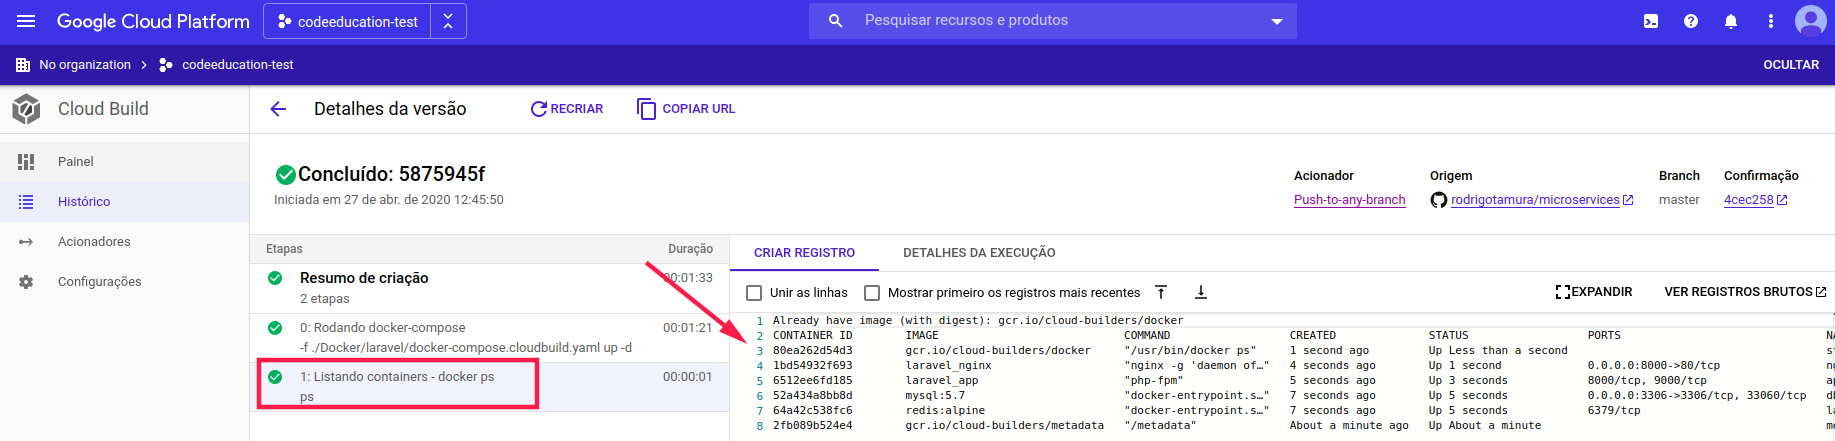 Google Cloud Platform codeeducation-test Pesquisar recursos e produtos
No organization codeeducation-test OCULTAR
Cloud Build
Painel
Histórico
Acionadores
Configurações
Detalhes da versão RECRIAR COPIAR URL
Concluído: 5875945f
Iniciada em 27 de abr. de 2020 12:45:50
Acionador Origem Branch Confirmação
Push-to-any-branch rodrigotamura/microservices master 4cec258
Etapas Duração
Resumo de criação 00:01:33
2 etapas
0: Rodando docker-compose 00:01:21
-f ./Docker/laravel/docker-compose.cloudbuild.yaml up -d
1: Listando containers - docker ps 00:00:01
ps
CRIAR REGISTRO DETALHES DA EXECUÇÃO
Unir as linhas Mostrar primeiro os registros mais recentes EXPANDIR VER REGISTROS BRUTOS
1 Already have image (with digest): gcr.io/cloud-builders/docker
2 CONTAINER ID IMAGE COMMAND CREATED STATUS PORTS
3 80ea262d54d3 gcr.io/cloud-builders/docker "/usr/bin/docker ps" 1 second ago Up Less than a second
4 1bd54932f693 laravel_nginx "nginx -g 'daemon of…" 4 seconds ago Up 1 second 0.0.0.0:8000->80/tcp
5 6512ee6fd185 laravel_app "php-fpm" 5 seconds ago Up 3 seconds 8000/tcp, 9000/tcp
6 52a434a8bb8d mysql:5.7 "docker-entrypoint.s…" 7 seconds ago Up 5 seconds 0.0.0.0:3306->3306/tcp, 33060/tcp
7 64a42c538fc6 redis:alpine "docker-entrypoint.s…" 7 seconds ago Up 5 seconds 6379/tcp
8 2fb089b524e4 gcr.io/cloud-builders/metadata "/metadata" About a minute ago Up About a minute